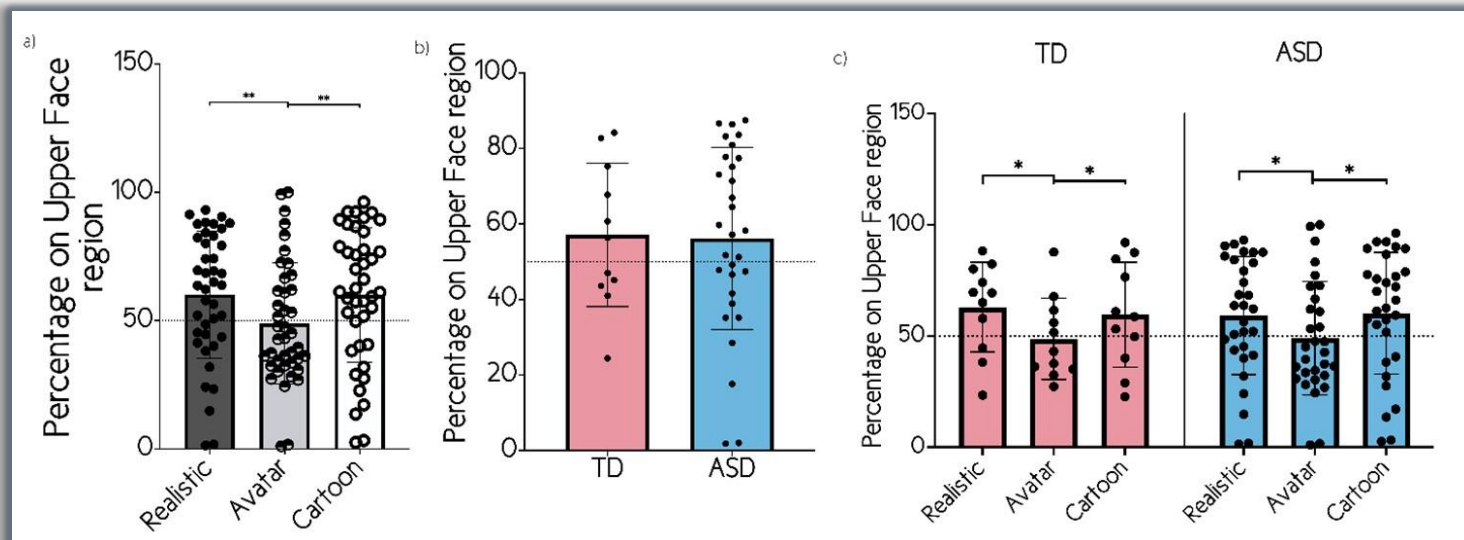 a)
Percentage on Upper Face
region
150
100
50
0
**
**
Realistic
Avatar
Cartoon
b)
Percentage on Upper Face region
100
80
60
40
20
0
TD
ASD
c)
TD
ASD
Percentage on Upper Face region
150
100
50
0
*
*
*
*
Realistic
Avatar
Cartoon
Realistic
Avatar
Cartoon